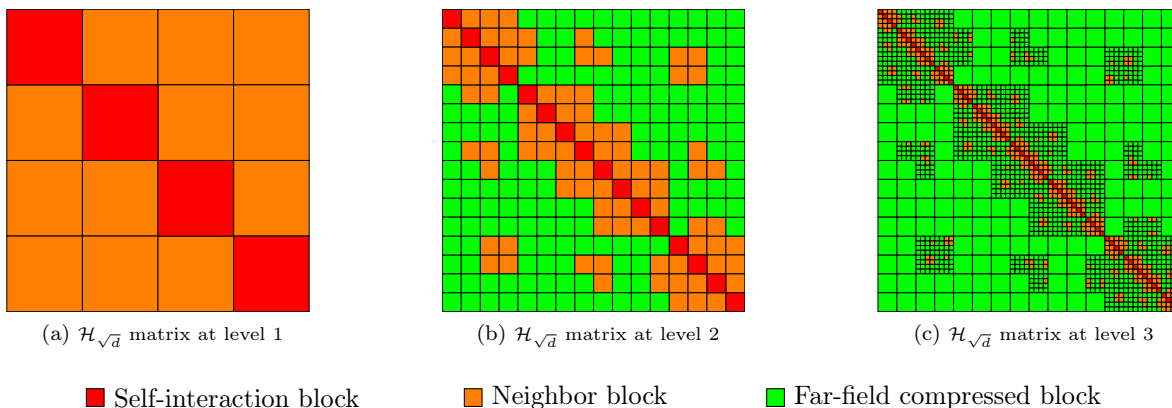 (a) $\mathcal{H}_{\sqrt{d}}$ matrix at level 1
(b) $\mathcal{H}_{\sqrt{d}}$ matrix at level 2
(c) $\mathcal{H}_{\sqrt{d}}$ matrix at level 3
Self-interaction block
Neighbor block
Far-field compressed block